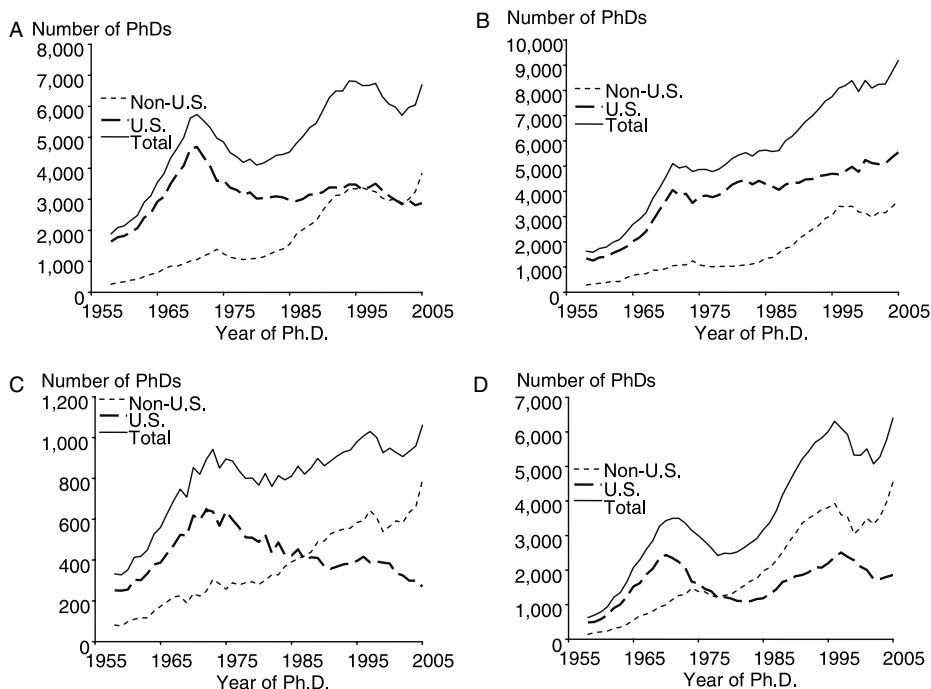 A
Number of PhDs
8,000
7,000
6,000
5,000
4,000
3,000
2,000
1,000
0
Non-U.S.
U.S.
Total
1955 1965 1975 1985 1995 2005
Year of Ph.D.
B
Number of PhDs
10,000
9,000
8,000
7,000
6,000
5,000
4,000
3,000
2,000
1,000
0
Non-U.S.
U.S.
Total
1955 1965 1975 1985 1995 2005
Year of Ph.D.
C
Number of PhDs
1,200
1,000
800
600
400
200
0
Non-U.S.
U.S.
Total
1955 1965 1975 1985 1995 2005
Year of Ph.D.
D
Number of PhDs
7,000
6,000
5,000
4,000
3,000
2,000
1,000
0
Non-U.S.
U.S.
Total
1955 1965 1975 1985 1995 2005
Year of Ph.D.